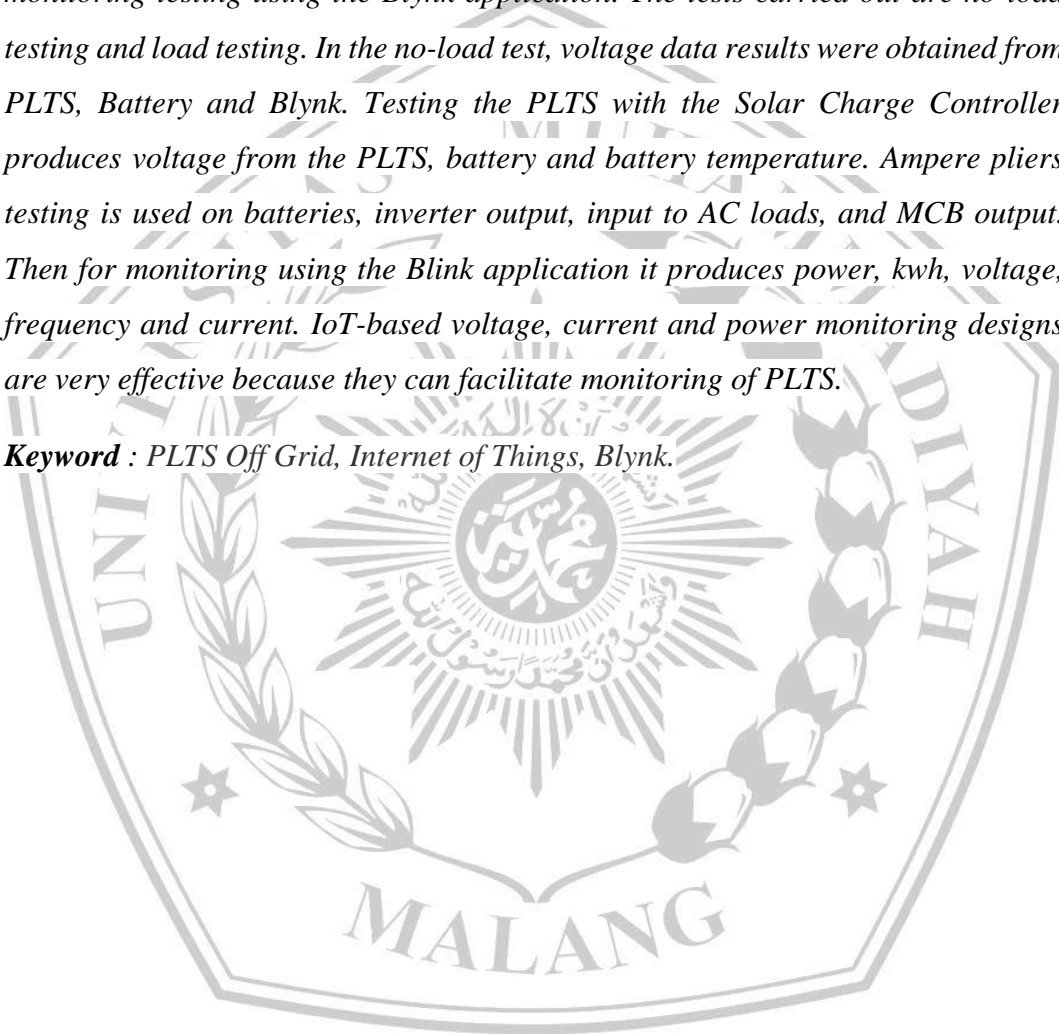 monitoring testing using the Blynk application. The tests carried out are no-load
testing and load testing. In the no-load test, voltage data results were obtained from
PLTS, Battery and Blynk. Testing the PLTS with the Solar Charge Controller
produces voltage from the PLTS, battery and battery temperature. Ampere pliers
testing is used on batteries, inverter output, input to AC loads, and MCB output.
Then for monitoring using the Blink application it produces power, kwh, voltage,
frequency and current. IoT-based voltage, current and power monitoring designs
are very effective because they can facilitate monitoring of PLTS.
Keyword : PLTS Off Grid, Internet of Things, Blynk.
MALANG